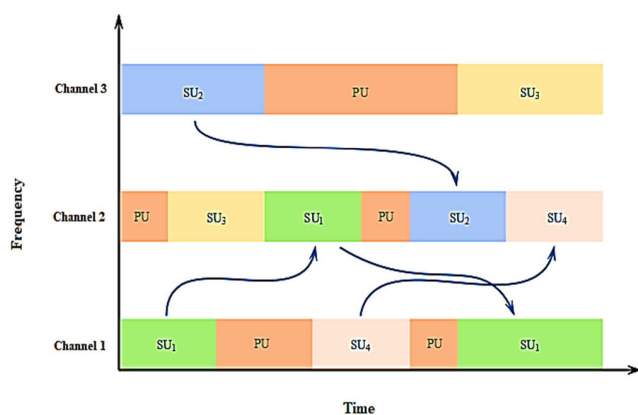 Channel 3
SU₂ PU SU₃
Channel 2
PU SU₃ SU₁ PU SU₂ SU₄
Channel 1
SU₁ PU SU₄ PU SU₁
Frequency
Time